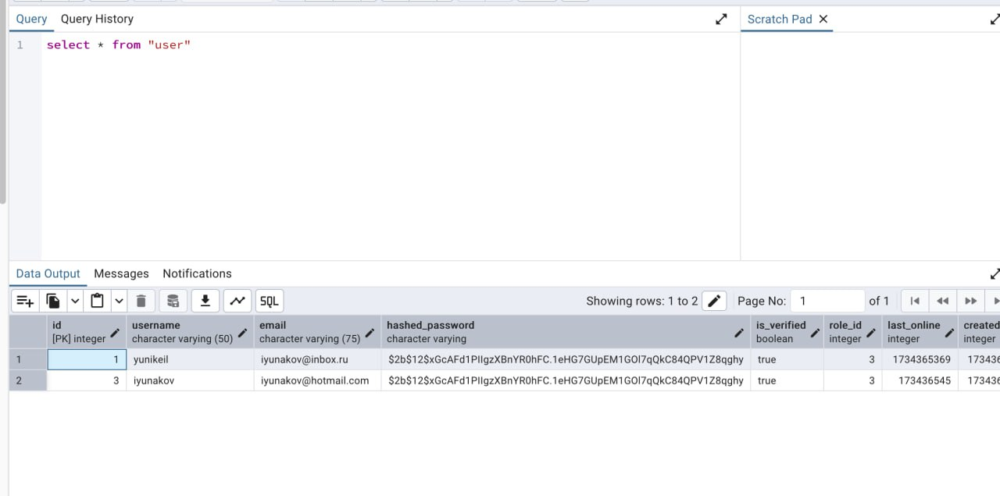 Query Query History Scratch Pad
1 select * from "user"
Data Output Messages Notifications
SQL Showing rows: 1 to 2 Page No: 1 of 1
id username email hashed_password is_verified role_id last_online created
[PK] integer character varying (50) character varying (75) character varying boolean integer integer integer
1 1 yunikeil iyunakov@inbox.ru $2b$12$xGcAFd1PIIgzXBnYR0hFC.1eHG7GUpEM1GOl7qQkC84QPV1Z8qghy true 3 1734365369 173436
2 3 iyunakov iyunakov@hotmail.com $2b$12$xGcAFd1PIIgzXBnYR0hFC.1eHG7GUpEM1GOl7qQkC84QPV1Z8qghy true 3 173436545 173436